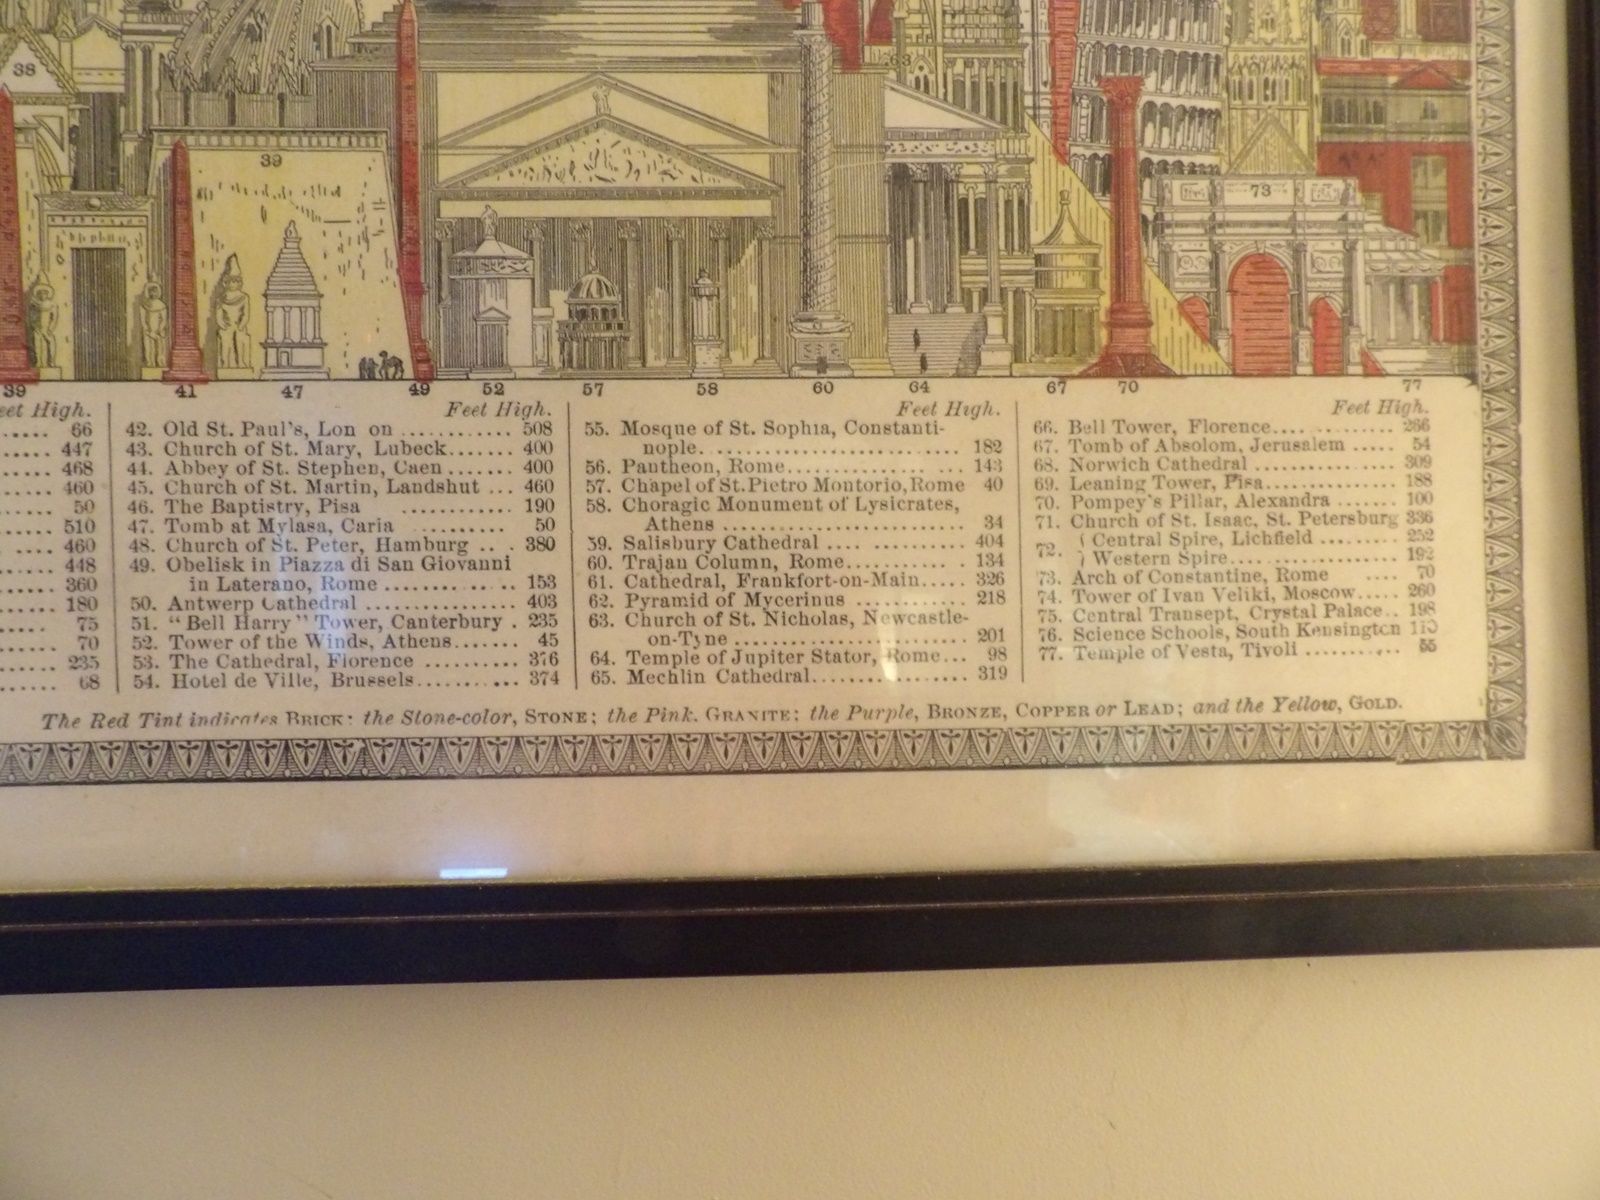 38
63
39
73
39 41 47 49 52 57 58 60 64 67 70 77
eet High.
66
447
468
460
50
510
460
448
360
180
75
70
235
68
Feet High.
42. Old St. Paul's, Lon on ............ 508
43. Church of St. Mary, Lubeck....... 400
44. Abbey of St. Stephen, Caen ....... 400
45. Church of St. Martin, Landshut ... 460
46. The Baptistry, Pisa ............ 190
47. Tomb at Mylasa, Caria .......... 50
48. Church of St. Peter, Hamburg .. . 380
49. Obelisk in Piazza di San Giovanni
in Laterano, Rome .............. 153
50. Antwerp Cathedral ................ 403
51. "Bell Harry" Tower, Canterbury . 235
52. Tower of the Winds, Athens....... 45
53. The Cathedral, Florence .......... 376
54. Hotel de Ville, Brussels........... 374
Feet High.
55. Mosque of St. Sophia, Constanti-
nople. .......................... 182
56. Pantheon, Rome................ ... 143
57. Chapel of St. Pietro Montorio, Rome 40
58. Choragic Monument of Lysicrates,
Athens .......................... 34
59. Salisbury Cathedral .... .......... 404
60. Trajan Column, Rome............. . 134
61. Cathedral, Frankfort-on-Main..... 326
62. Pyramid of Mycerinus ............ 218
63. Church of St. Nicholas, Newcastle-
on-Tyne ......................... 201
64. Temple of Jupiter Stator, Rome... 98
65. Mechlin Cathedral................. 319
Feet High.
66. Bell Tower, Florence.... .......... 266
67. Tomb of Absolom, Jerusalem ..... 54
68. Norwich Cathedral ................ 309
69. Leaning Tower, Pisa............... 188
70. Pompey's Pillar, Alexandra ....... 100
71. Church of St. Isaac, St. Petersburg 336
72. { Central Spire, Lichfield ......... 252
Western Spire.................... 192
73. Arch of Constantine, Rome .... 70
74. Tower of Ivan Veliki, Moscow..... 260
75. Central Transept, Crystal Palace.. 198
76. Science Schools, South Kensington
77. Temple of Vesta, Tivoli .......... 55
The Red Tint indicates BRICK: the Stone-color, STONE; the Pink, GRANITE; the Purple, BRONZE, COPPER or LEAD; and the Yellow, GOLD.